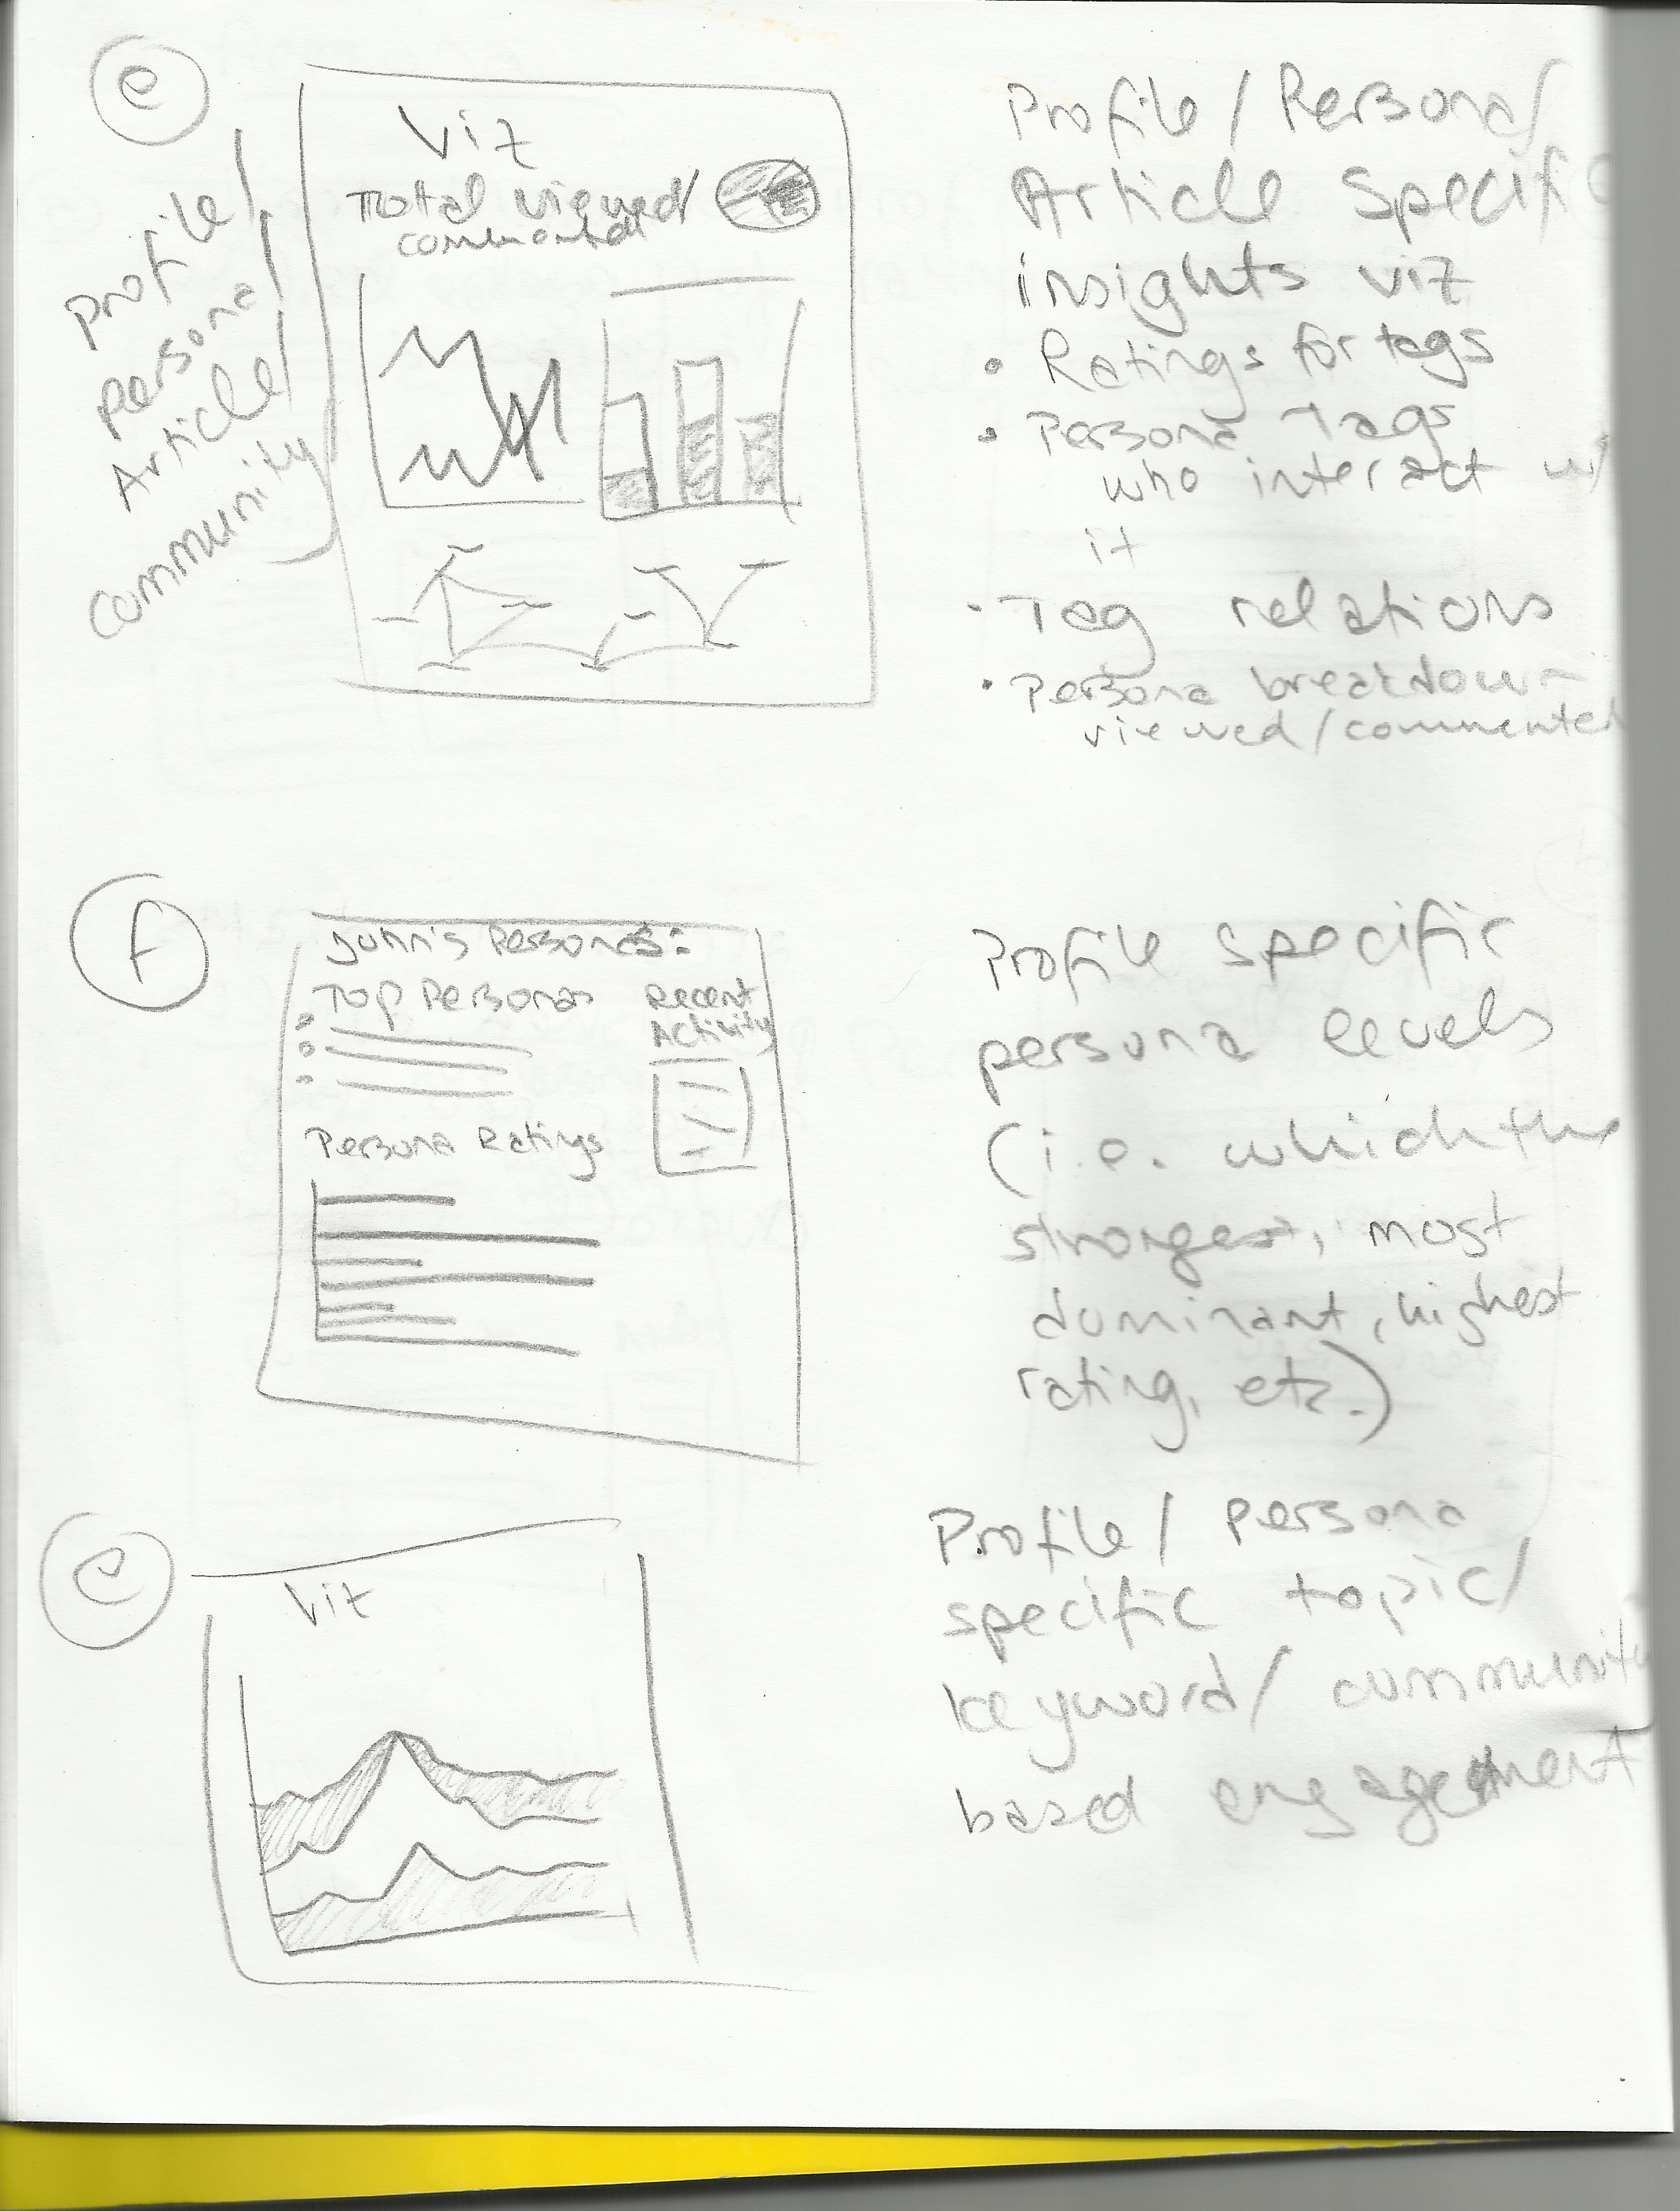 e
profile/
persona/
Article/
community
Viz
Total viewed/
commented
Profile/Persona/
Article Specific
insights viz
• Ratings for tags
• Persona Tags
who interact w/
it
• Tag relations
• Persona breakdown -
viewed/commented
f
John's Personas:
Top Personas
Recent
Activity
Persona Ratings
Profile specific
persona levels
(i.e. which the
strongest, most
dominant, highest
rating, etc.)
e
Viz
Profile/persona
specific topic/
keyword/community
based engagement